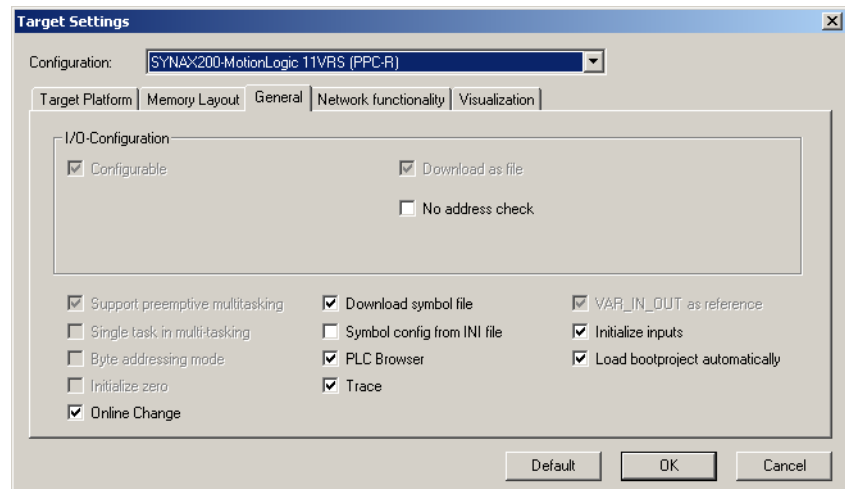 Target Settings
Configuration: SYNAX200-MotionLogic 11VRS (PPC-R)
Target Platform Memory Layout General Network functionality Visualization
I/O-Configuration
Configurable Download as file
No address check
Support preemptive multitasking Download symbol file VAR_IN_OUT as reference
Single task in multi-tasking Symbol config from INI file Initialize inputs
Byte addressing mode PLC Browser Load bootproject automatically
Initialize zero Trace
Online Change
Default OK Cancel